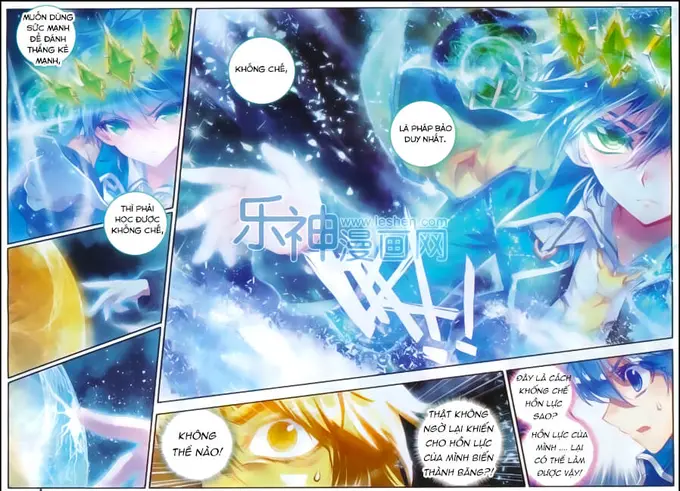 MUỐN DÙNG
SỨC MẠNH
ĐỂ ĐÁNH
THẮNG KẺ
MẠNH,
THÌ PHẢI
HỌC ĐƯỢC
KHỐNG CHẾ,
KHỐNG CHẾ,
LÀ PHÁP BẢO
DUY NHẤT.
乐神漫画网
www.leshen.com
KHÔNG
THỂ NÀO!
THẬT KHÔNG
NGỜ LẠI KHIẾN
CHO HỒN LỰC
CỦA MÌNH BIẾN
THÀNH BĂNG?!
ĐÂY LÀ CÁCH
KHỐNG CHẾ
HỒN LỰC
SAO?
HỒN LỰC CỦA
MÌNH .... LẠI
CÓ THỂ LÀM
ĐƯỢC VẬY!